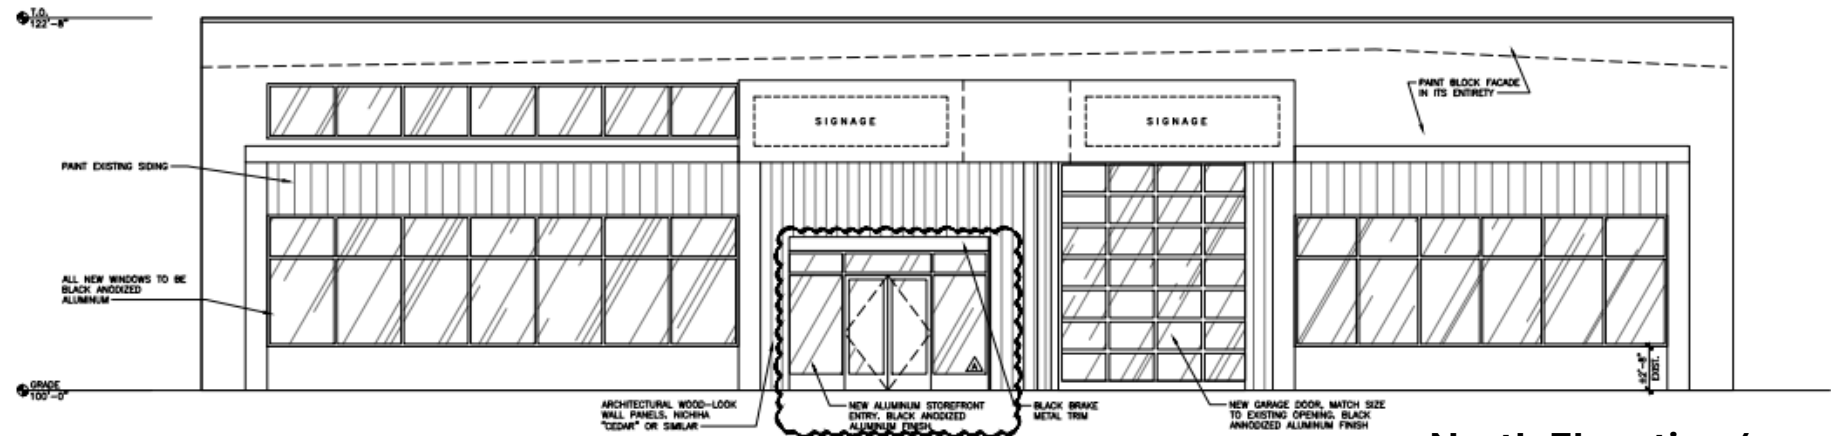 T.O.
122'-8"
PAINT BLOCK FACADE
IN ITS ENTIRETY
SIGNAGE
SIGNAGE
PAINT EXISTING SIDING
ALL NEW WINDOWS TO BE
BLACK ANODIZED
ALUMINUM
±2'-8"
EXIST.
A
GRADE
100'-0"
ARCHITECTURAL WOOD-LOOK
WALL PANELS, NICHIHA
"CEDAR" OR SIMILAR
NEW ALUMINUM STOREFRONT
ENTRY, BLACK ANODIZED
ALUMINUM FINISH
BLACK BRAKE
METAL TRIM
NEW GARAGE DOOR, MATCH SIZE
TO EXISTING OPENING, BLACK
ANNODIZED ALUMINUM FINISH